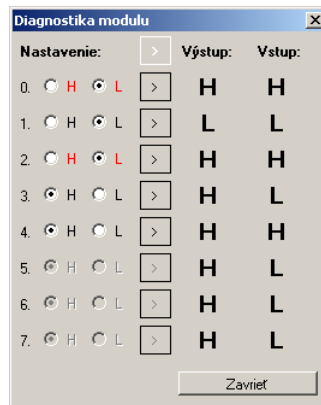 Diagnostika modulu
Nastavenie: > Výstup: Vstup:
0. H L > H H
1. H L > L L
2. H L > H H
3. H L > H L
4. H L > H H
5. H L > H L
6. H L > H L
7. H L > H L
Zavrieť